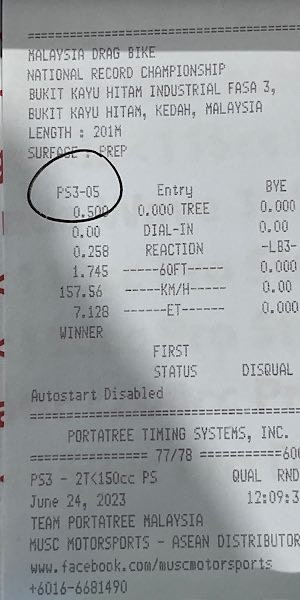 ================================
MALAYSIA DRAG BIKE
NATIONAL RECORD CHAMPIONSHIP
BUKIT KAYU HITAM INDUSTRIAL FASA 3,
BUKIT KAYU HITAM, KEDAH, MALAYSIA
LENGTH : 201M
SURFACE : PREP
PS3-05 Entry BYE
0.500 0.000 TREE 0.000
0.00 DIAL-IN 0.00
0.258 REACTION -LB3-
1.745 ------60FT------ 0.000
157.56 ------KM/H------ 0.00
7.128 -------ET------- 0.000
WINNER
FIRST
STATUS DISQUAL
Autostart Disabled
================================
PORTATREE TIMING SYSTEMS, INC.
================ 77/78 ===========600
PS3 - 2T<150cc PS QUAL RND
June 24, 2023 12:09:3
TEAM PORTATREE MALAYSIA
MUSC MOTORSPORTS - ASEAN DISTRIBUTOR
www.facebook.com/muscmotorsports
+6016-6681490